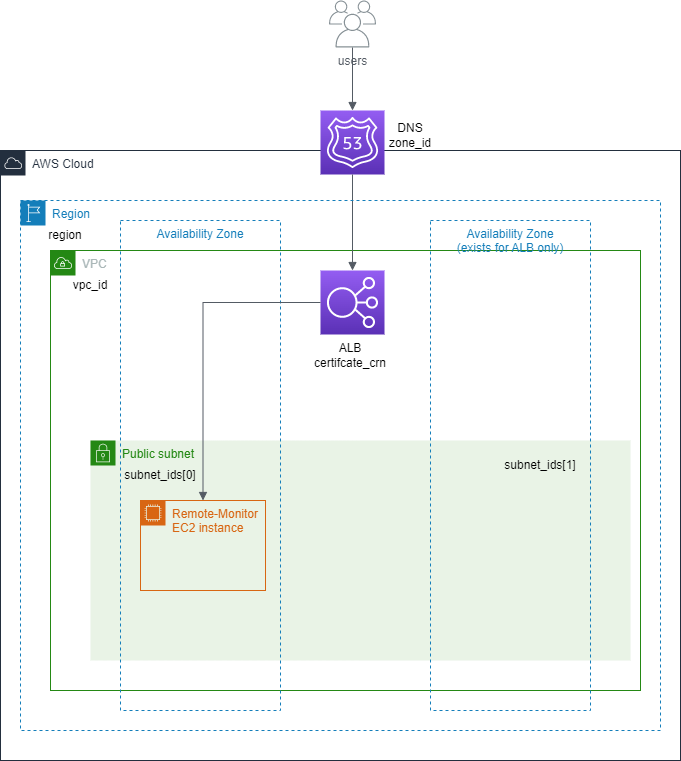 users
53
DNS
zone_id
AWS Cloud
Region
region
Availability Zone
Availability Zone
(exists for ALB only)
VPC
vpc_id
ALB
certifcate_crn
Public subnet
subnet_ids[0]
subnet_ids[1]
Remote-Monitor
EC2 instance